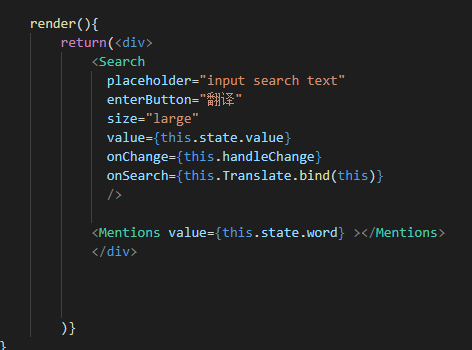 render(){
return(<div>
<Search
placeholder="input search text"
enterButton="翻译"
size="large"
value={this.state.value}
onChange={this.handleChange}
onSearch={this.Translate.bind(this)}
/>
<Mentions value={this.state.word} ></Mentions>
</div>
)}
}